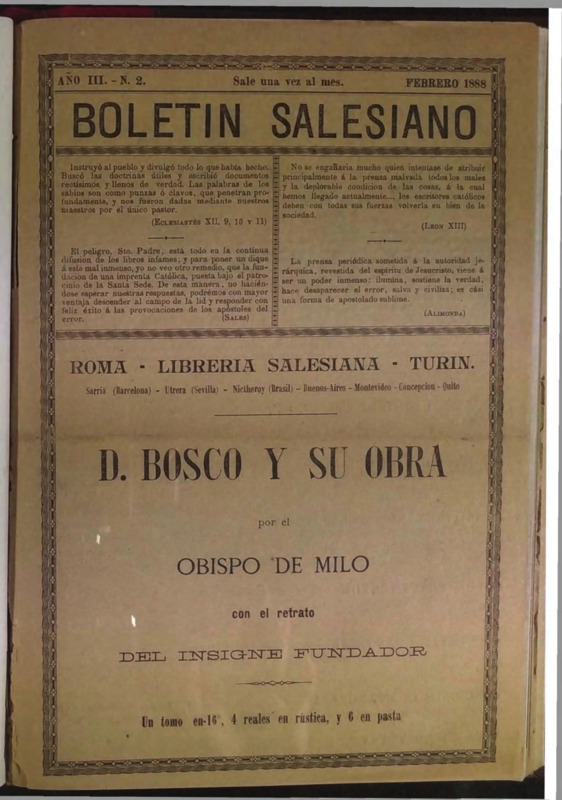 AÑO III. - N. 2.
Sale una vez al mes.
FEBRERO 1888
BOLETIN SALESIANO
Instruyó al pueblo y divulgó todo lo que había hecho.
Buscó las doctrinas útiles y escribió documentos
rectísimos y llenos de verdad. Las palabras de los
sábios son como punzas ó clavos, que penetran pro-
fundamente, y nos fueron dadas mediante nuestros
maestros por el único pastor.
(ECLESIASTÉS XII, 9, 10 y 11)
El peligro, Sto. Padre, está todo en la continua
difusion de los libros infames; y para poner un dique
á este mal inmenso, yo no veo otro remedio, que la fun-
dacion de una imprenta Católica, puesta bajo el patro-
cinio de la Santa Sede. De esta manera, no hacién-
dose esperar nuestras respuestas, podrémos con mayor
ventaja descender al campo de la lid y responder con
feliz éxito á las provocaciones de los apóstoles del
error.
(SALES)
No se engañaria mucho quien intentase de atribuir
principalmente á la prensa malvada todos los males
y la deplorable condicion de las cosas, á la cual
hemos llegado actualmente..., los escritores católicos
deben con todas sus fuerzas volverla en bien de la
sociedad.
(LEON XIII)
La prensa periódica sometida á la autoridad je-
rárquica, revestida del espíritu de Jesucristo, viene á
ser un poder inmenso: ilumina, sostiene la verdad,
hace desaparecer el error, salva y civiliza; es cási
una forma de apostolado sublime.
(ALIMONDA)
ROMA - LIBRERIA SALESIANA - TURIN.
Sarriá (Barcelona) - Utrera (Sevilla) - Nictheroy (Brasil) - Buenos-Aires - Montevideo - Concepcion - Quito
D. BOSCO Y SU OBRA
por el
OBISPO DE MILO
con el retrato
DEL INSIGNE FUNDADOR
Un tomo en-16°, 4 reales en rústica, y 6 en pasta